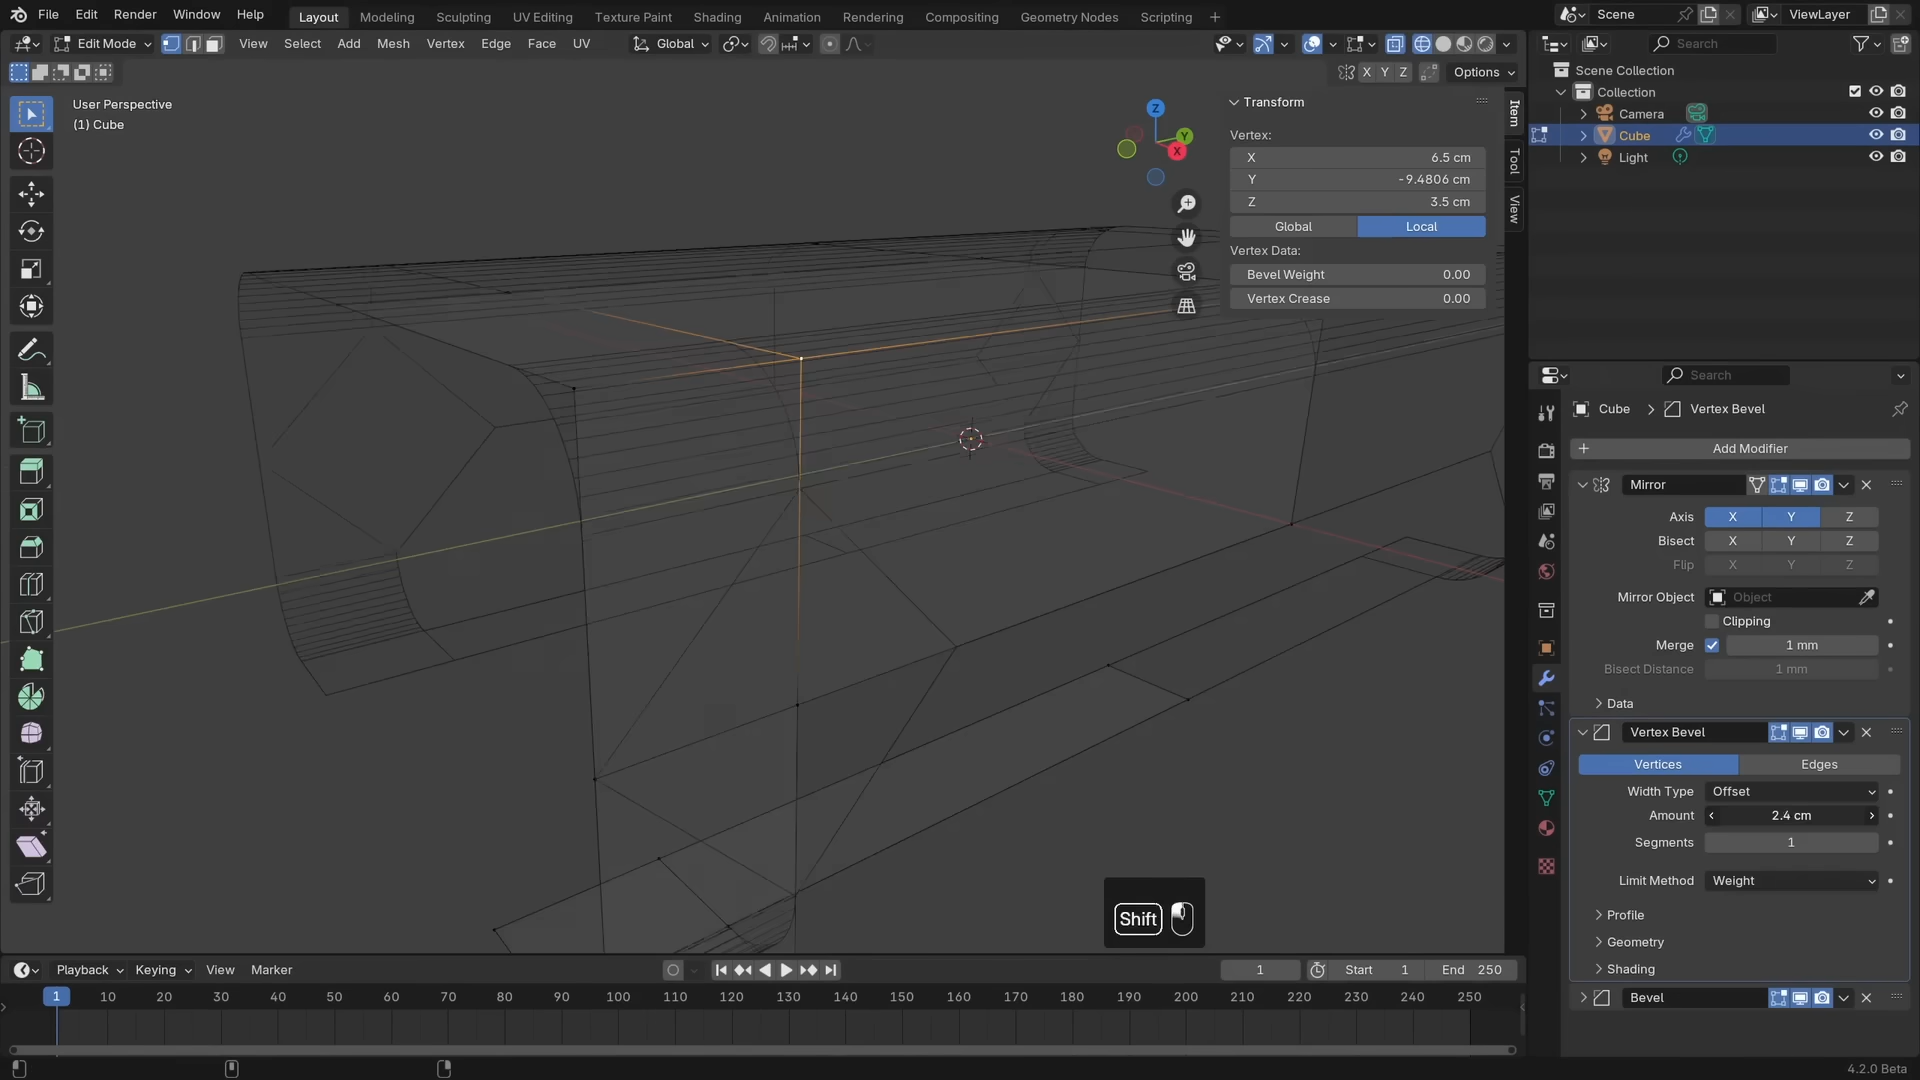 File Edit Render Window Help Layout Modeling Sculpting UV Editing Texture Paint Shading Animation Rendering Compositing Geometry Nodes Scripting + Scene ViewLayer
Edit Mode View Select Add Mesh Vertex Edge Face UV Global Search
X Y Z Options
User Perspective
(1) Cube
Z
Y
X
Transform
Vertex:
X 6.5 cm
Y -9.4806 cm
Z 3.5 cm
Global Local
Vertex Data:
Bevel Weight 0.00
Vertex Crease 0.00
Item
Tool
View
Scene Collection
Collection
Camera
Cube
Light
Search
Cube > Vertex Bevel
+ Add Modifier
Mirror
Axis X Y Z
Bisect X Y Z
Flip X Y Z
Mirror Object Object
Clipping
Merge 1 mm
Bisect Distance 1 mm
Data
Vertex Bevel
Vertices Edges
Width Type Offset
Amount 2.4 cm
Segments 1
Limit Method Weight
Profile
Geometry
Shading
Bevel
Shift
Playback Keying View Marker 1 Start 1 End 250
1 10 20 30 40 50 60 70 80 90 100 110 120 130 140 150 160 170 180 190 200 210 220 230 240 250
4.2.0 Beta